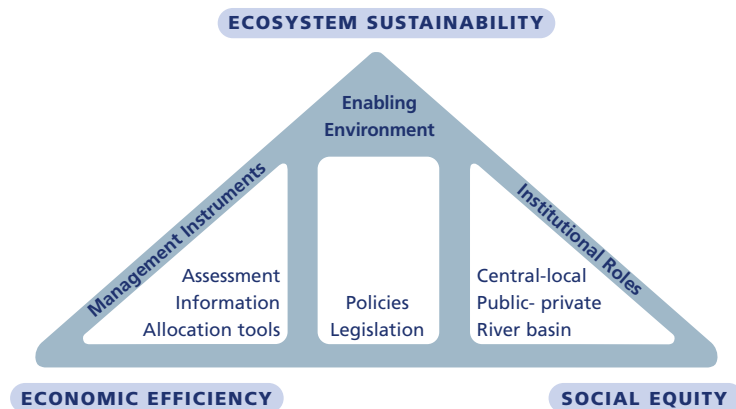 ECOSYSTEM SUSTAINABILITY
Enabling
Environment
Management Instruments
Institutional Roles
Assessment
Information
Allocation tools
Policies
Legislation
Central-local
Public- private
River basin
ECONOMIC EFFICIENCY
SOCIAL EQUITY